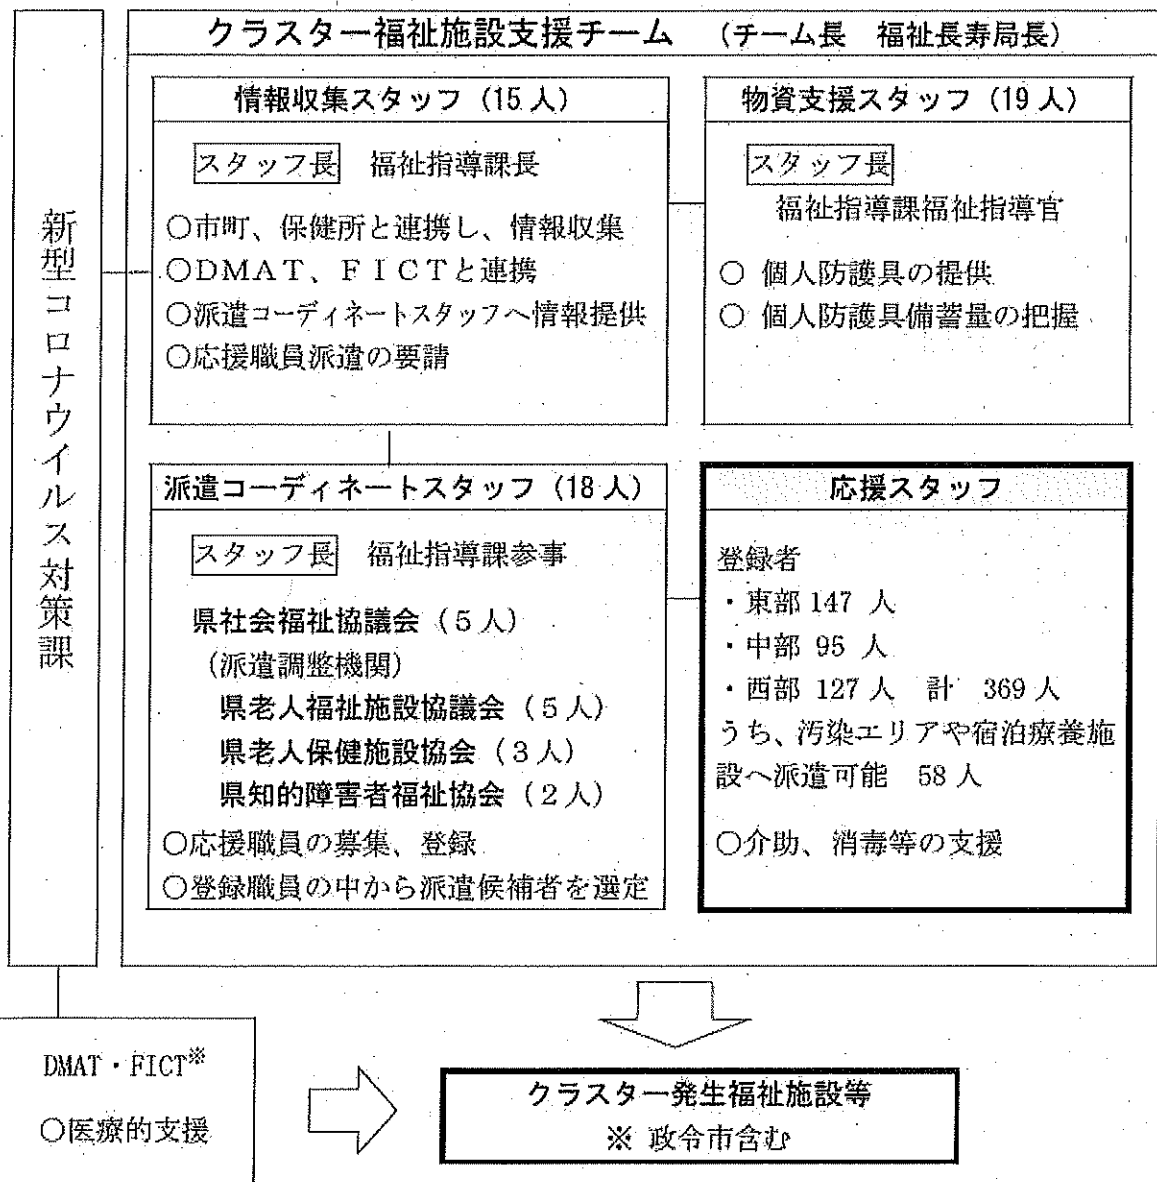 新型コロナウイルス対策課
クラスター福祉施設支援チーム　（チーム長　福祉長寿局長）
情報収集スタッフ（15人）
スタッフ長　福祉指導課長
○市町、保健所と連携し、情報収集
○ＤＭＡＴ、ＦＩＣＴと連携
○派遣コーディネートスタッフへ情報提供
○応援職員派遣の要請
物資支援スタッフ（19人）
スタッフ長
福祉指導課福祉指導官
○ 個人防護具の提供
○ 個人防護具備蓄量の把握
派遣コーディネートスタッフ（18人）
スタッフ長　福祉指導課参事
県社会福祉協議会（５人）
（派遣調整機関）
県老人福祉施設協議会（５人）
県老人保健施設協会（３人）
県知的障害者福祉協会（２人）
○応援職員の募集、登録
○登録職員の中から派遣候補者を選定
応援スタッフ
登録者
・東部 147 人
・中部 95 人
・西部 127 人　計　369 人
うち、汚染エリアや宿泊療養施
設へ派遣可能　58 人
○介助、消毒等の支援
DMAT・FICT※
○医療的支援
クラスター発生福祉施設等
※ 政令市含む